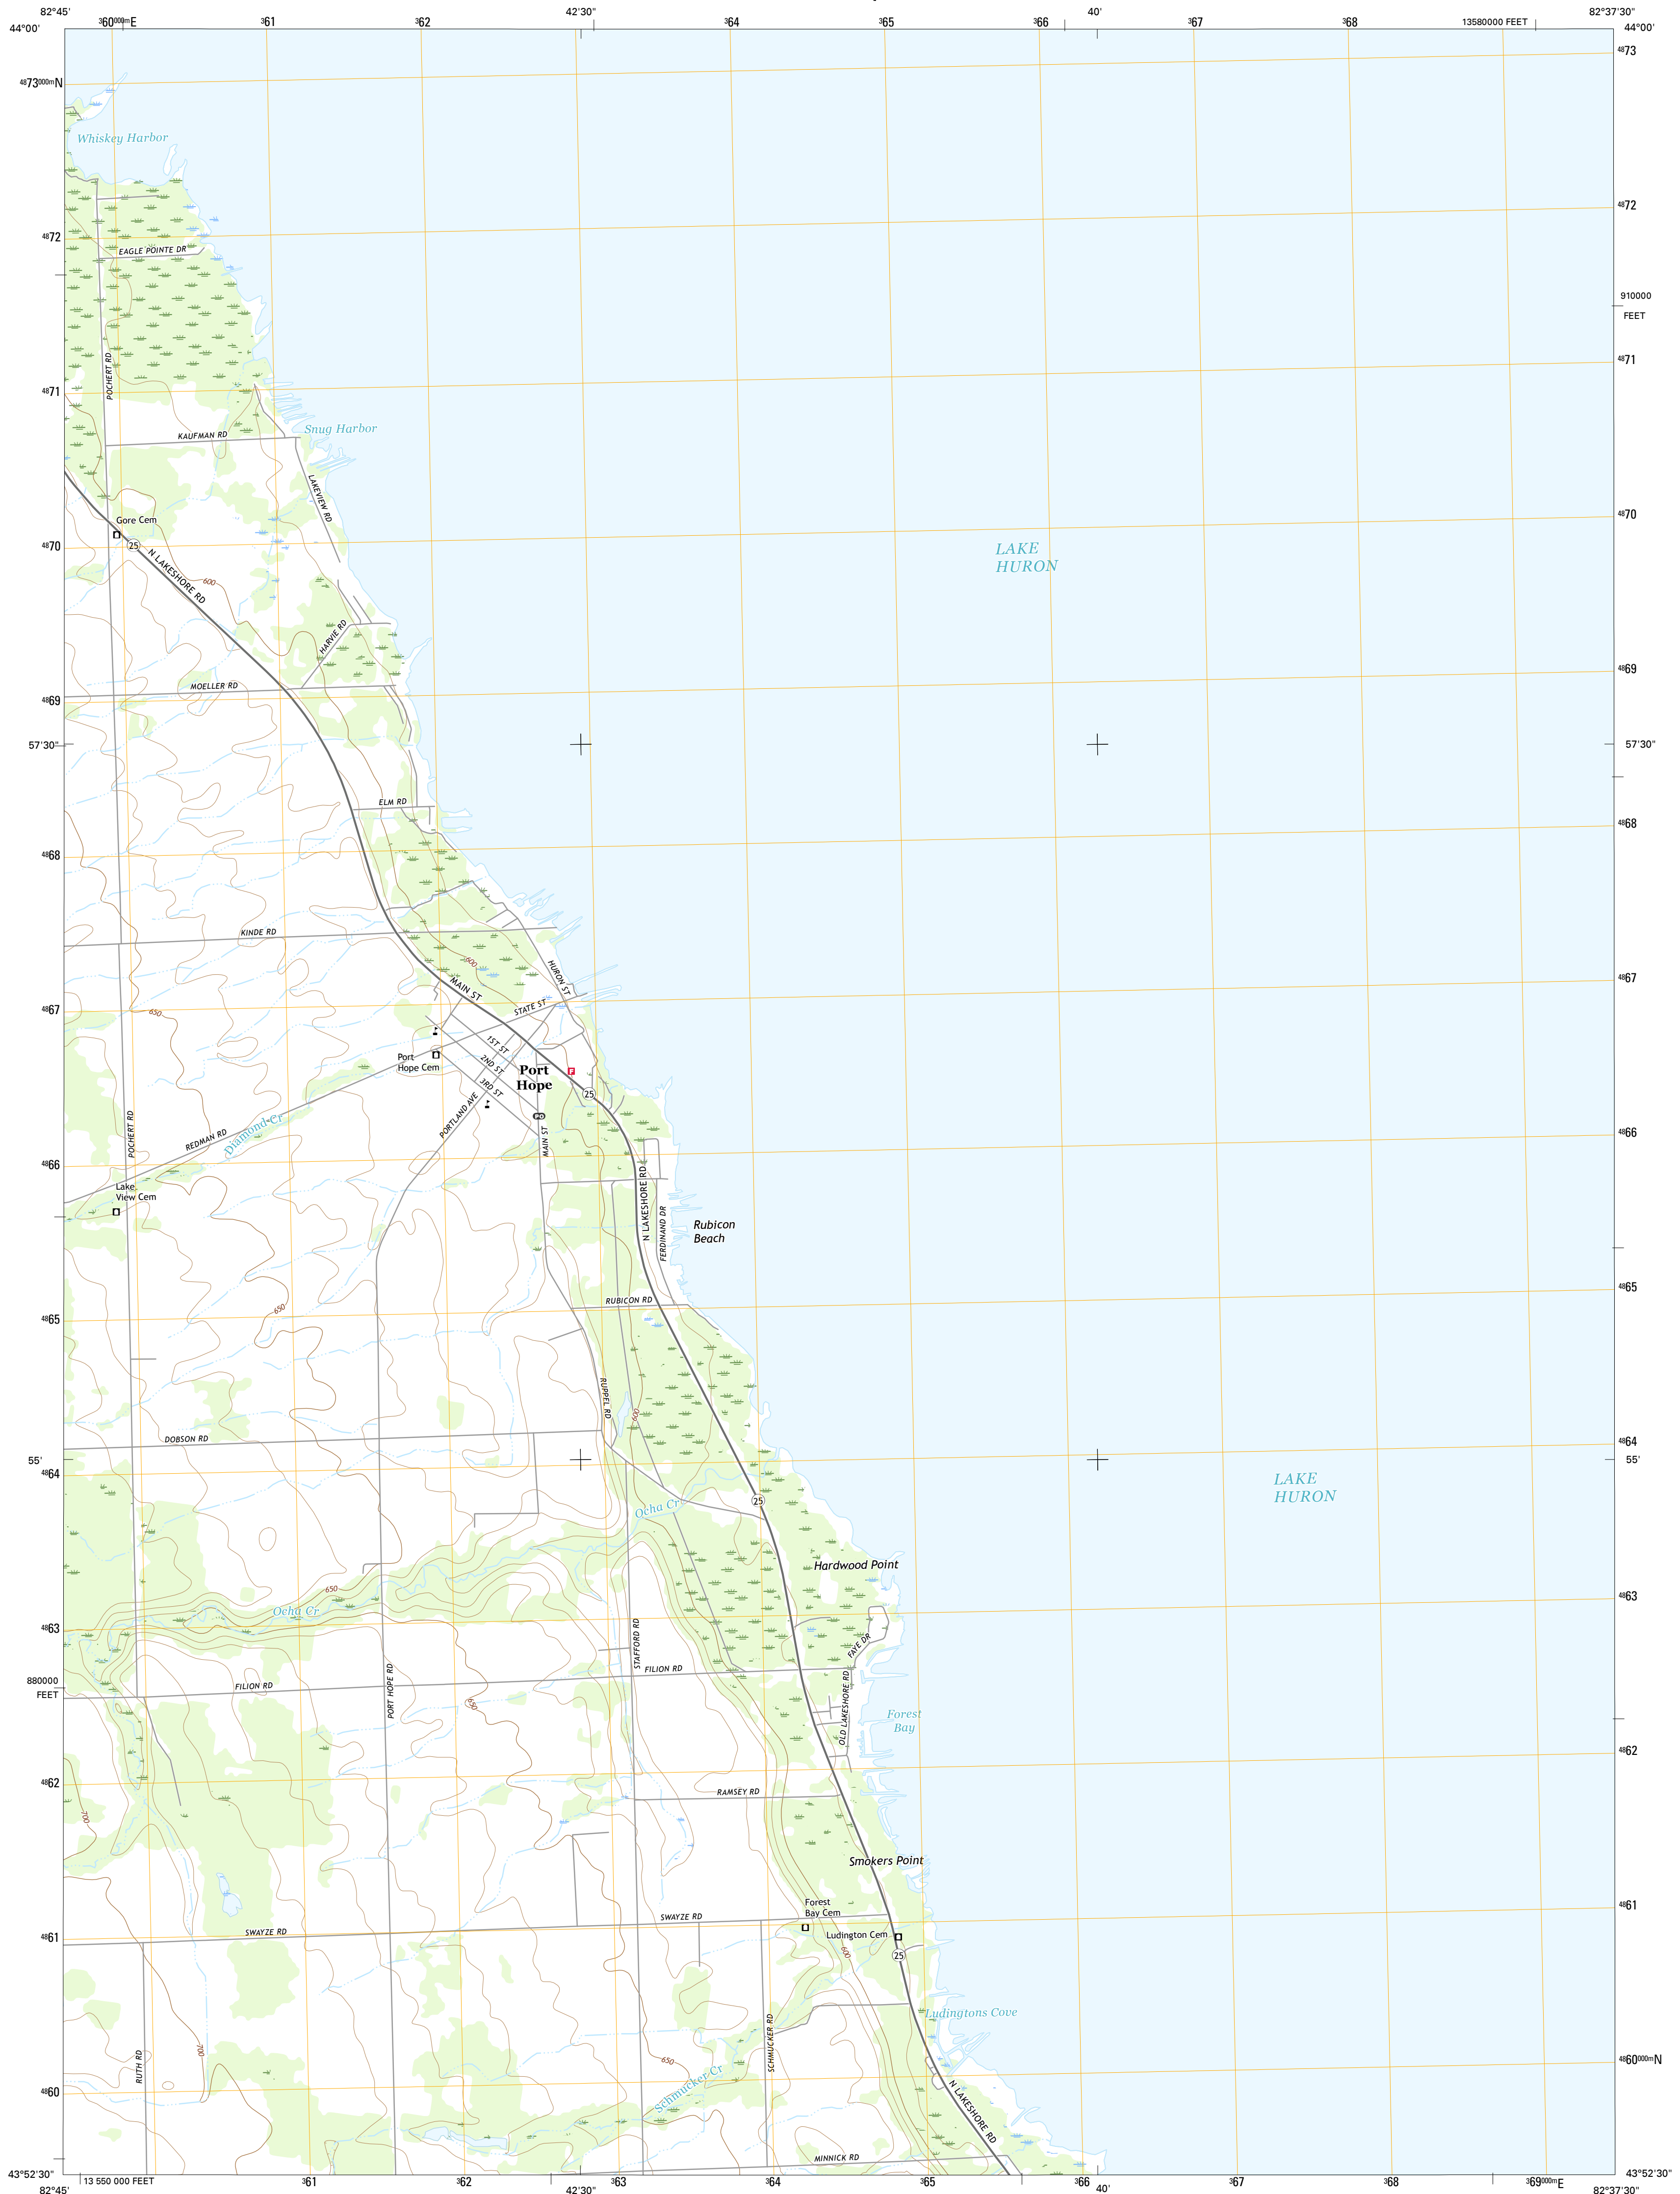 82°45'
³60⁰⁰⁰ᵐE
³61
³62
42'30"
³64
³65
³66
40'
³67
³68
13580000 FEET
82°37'30"
44°00'
44°00'
⁴⁸73⁰⁰⁰ᵐN
⁴⁸73
Whiskey Harbor
⁴⁸72
⁴⁸72
EAGLE POINTE DR
910000
FEET
POCHERT RD
⁴⁸71
⁴⁸71
KAUFMAN RD
Snug Harbor
LAKEVIEW RD
Gore Cem
25
⁴⁸70
⁴⁸70
N LAKESHORE RD
600
LAKE
HURON
HARVIE RD
MOELLER RD
⁴⁸69
⁴⁸69
57'30"
57'30"
ELM RD
⁴⁸68
⁴⁸68
KINDE RD
600
HURON ST
MAIN ST
STATE ST
⁴⁸67
⁴⁸67
650
1ST ST
2ND ST
3RD ST
Port
Hope Cem
Port
Hope
F
25
PO
PORTLAND AVE
MAIN ST
POCHERT RD
REDMAN RD
Diamond Cr
⁴⁸66
⁴⁸66
Lake
View Cem
N LAKESHORE RD
FERDINAND DR
Rubicon
Beach
650
RUBICON RD
⁴⁸65
⁴⁸65
RUPPEL RD
600
DOBSON RD
⁴⁸64
⁴⁸64
55'
55'
LAKE
HURON
Ocha Cr
25
Hardwood Point
650
Ocha Cr
⁴⁸63
⁴⁸63
STAFFORD RD
FAYE DR
FILION RD
FILION RD
880000
FEET
PORT HOPE RD
650
OLD LAKESHORE RD
Forest
Bay
⁴⁸62
⁴⁸62
RAMSEY RD
700
Smokers Point
Forest
Bay Cem
SWAYZE RD
SWAYZE RD
Ludington Cem
⁴⁸61
⁴⁸61
600
25
Ludingtons Cove
SCHMUCKER RD
RUTH RD
700
650
Schmucker Cr
⁴⁸60
⁴⁸60⁰⁰⁰ᵐN
N LAKESHORE RD
MINNICK RD
43°52'30"
43°52'30"
13 550 000 FEET
³61
³62
³63
³64
³65
³66
³67
³68
³69⁰⁰⁰ᵐE
82°45'
42'30"
40'
82°37'30"